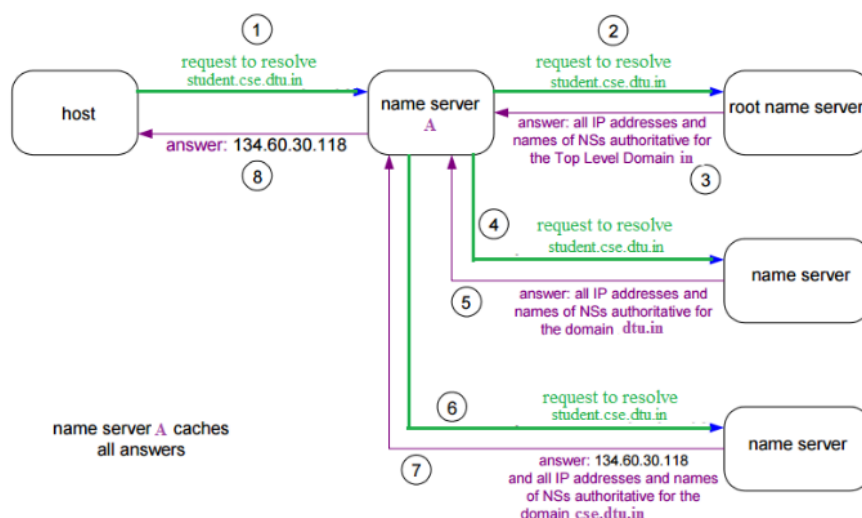 1
request to resolve
student.cse.dtu.in
2
request to resolve
student.cse.dtu.in
host
name server
A
root name server
answer: 134.60.30.118
8
answer: all IP addresses and
names of NSs authoritative for
the Top Level Domain in
3
4
request to resolve
student.cse.dtu.in
name server
5
answer: all IP addresses and
names of NSs authoritative for
the domain dtu.in
6
request to resolve
student.cse.dtu.in
name server
name server A caches
all answers
7
answer: 134.60.30.118
and all IP addresses and names
of NSs authoritative for the
domain cse.dtu.in